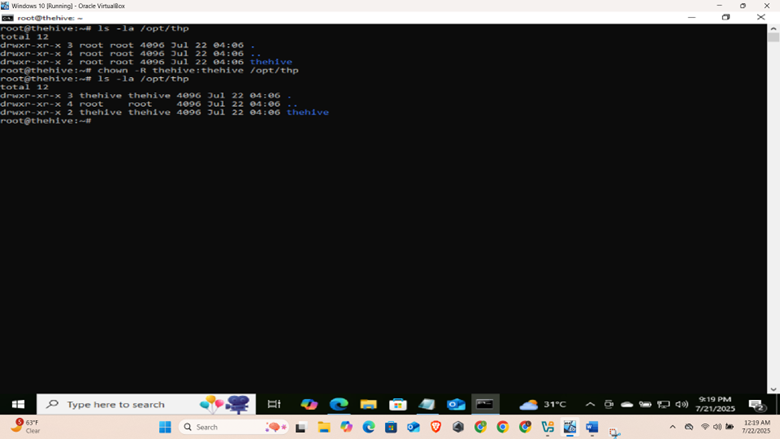 Windows 10 [Running] - Oracle VirtualBox
root@thehive: ~
root@thehive:~# ls -la /opt/thp
total 12
drwxr-xr-x 3 root root 4096 Jul 22 04:06 .
drwxr-xr-x 4 root root 4096 Jul 22 04:06 ..
drwxr-xr-x 2 root root 4096 Jul 22 04:06 thehive
root@thehive:~# chown -R thehive:thehive /opt/thp
root@thehive:~# ls -la /opt/thp
total 12
drwxr-xr-x 3 thehive thehive 4096 Jul 22 04:06 .
drwxr-xr-x 4 root    root    4096 Jul 22 04:06 ..
drwxr-xr-x 2 thehive thehive 4096 Jul 22 04:06 thehive
root@thehive:~#
Type here to search
31°C
9:19 PM
7/21/2025
2
5
63°F
Clear
Search
12:19 AM
7/22/2025